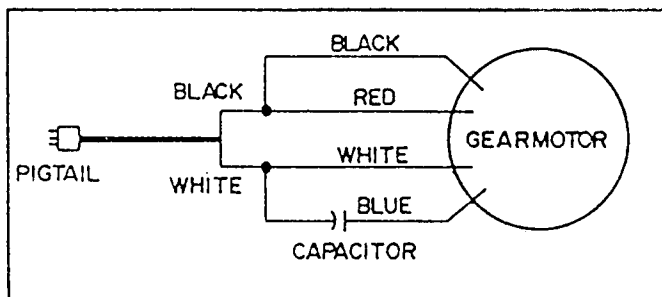 BLACK
BLACK
RED
GEARMOTOR
WHITE
PIGTAIL
WHITE
BLUE
CAPACITOR